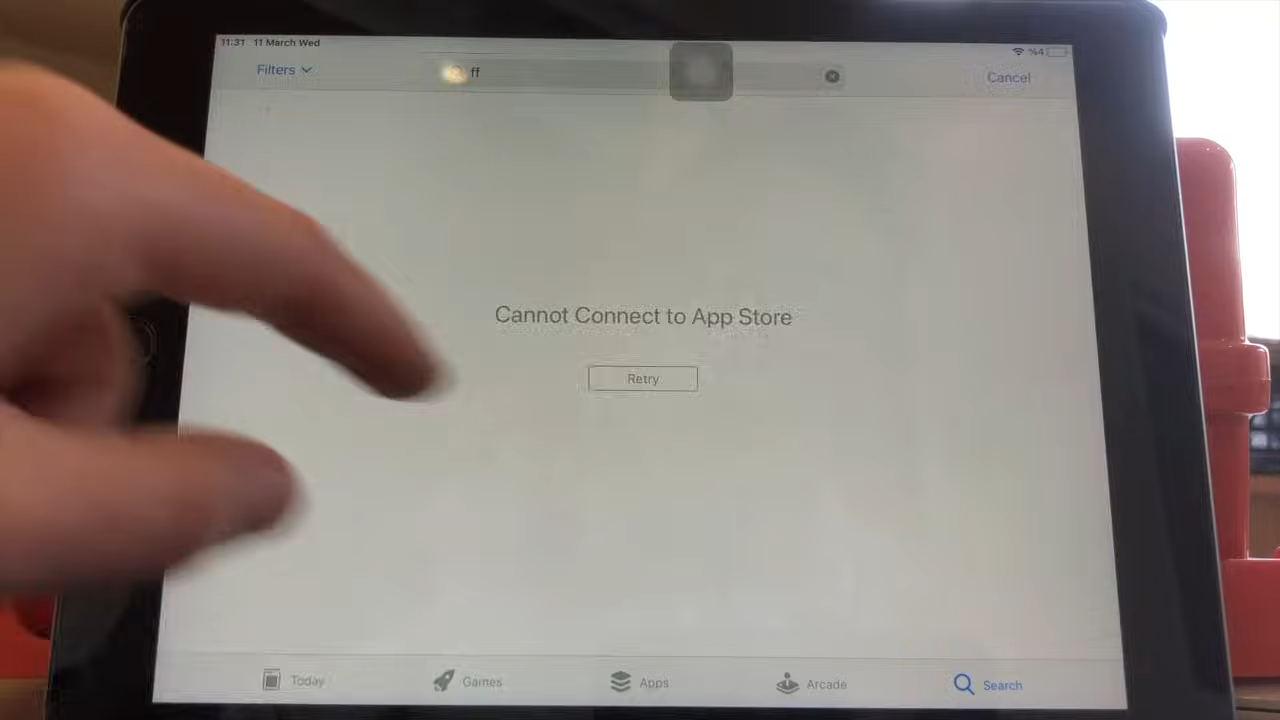 11:31 11 March Wed
%4
Filters
ff
Cancel
Cannot Connect to App Store
Retry
Today
Games
Apps
Arcade
Search